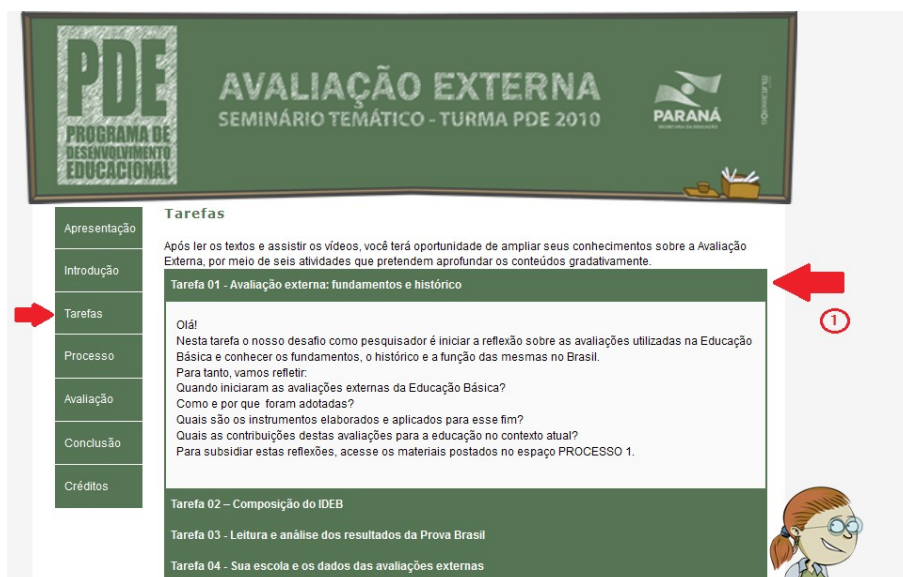 PDE
PROGRAMA DE
DESENVOLVIMENTO
EDUCACIONAL
AVALIAÇÃO EXTERNA
SEMINÁRIO TEMÁTICO - TURMA PDE 2010
PARANÁ
SECRETARIA DA EDUCAÇÃO
Apresentação
Introdução
Tarefas
Processo
Avaliação
Conclusão
Créditos
Tarefas
Após ler os textos e assistir os vídeos, você terá oportunidade de ampliar seus conhecimentos sobre a Avaliação
Externa, por meio de seis atividades que pretendem aprofundar os conteúdos gradativamente.
Tarefa 01 - Avaliação externa: fundamentos e histórico
1
Olá!
Nesta tarefa o nosso desafio como pesquisador é iniciar a reflexão sobre as avaliações utilizadas na Educação
Básica e conhecer os fundamentos, o histórico e a função das mesmas no Brasil.
Para tanto, vamos refletir:
Quando iniciaram as avaliações externas da Educação Básica?
Como e por que foram adotadas?
Quais são os instrumentos elaborados e aplicados para esse fim?
Quais as contribuições destas avaliações para a educação no contexto atual?
Para subsidiar estas reflexões, acesse os materiais postados no espaço PROCESSO 1.
Tarefa 02 – Composição do IDEB
Tarefa 03 - Leitura e análise dos resultados da Prova Brasil
Tarefa 04 - Sua escola e os dados das avaliações externas